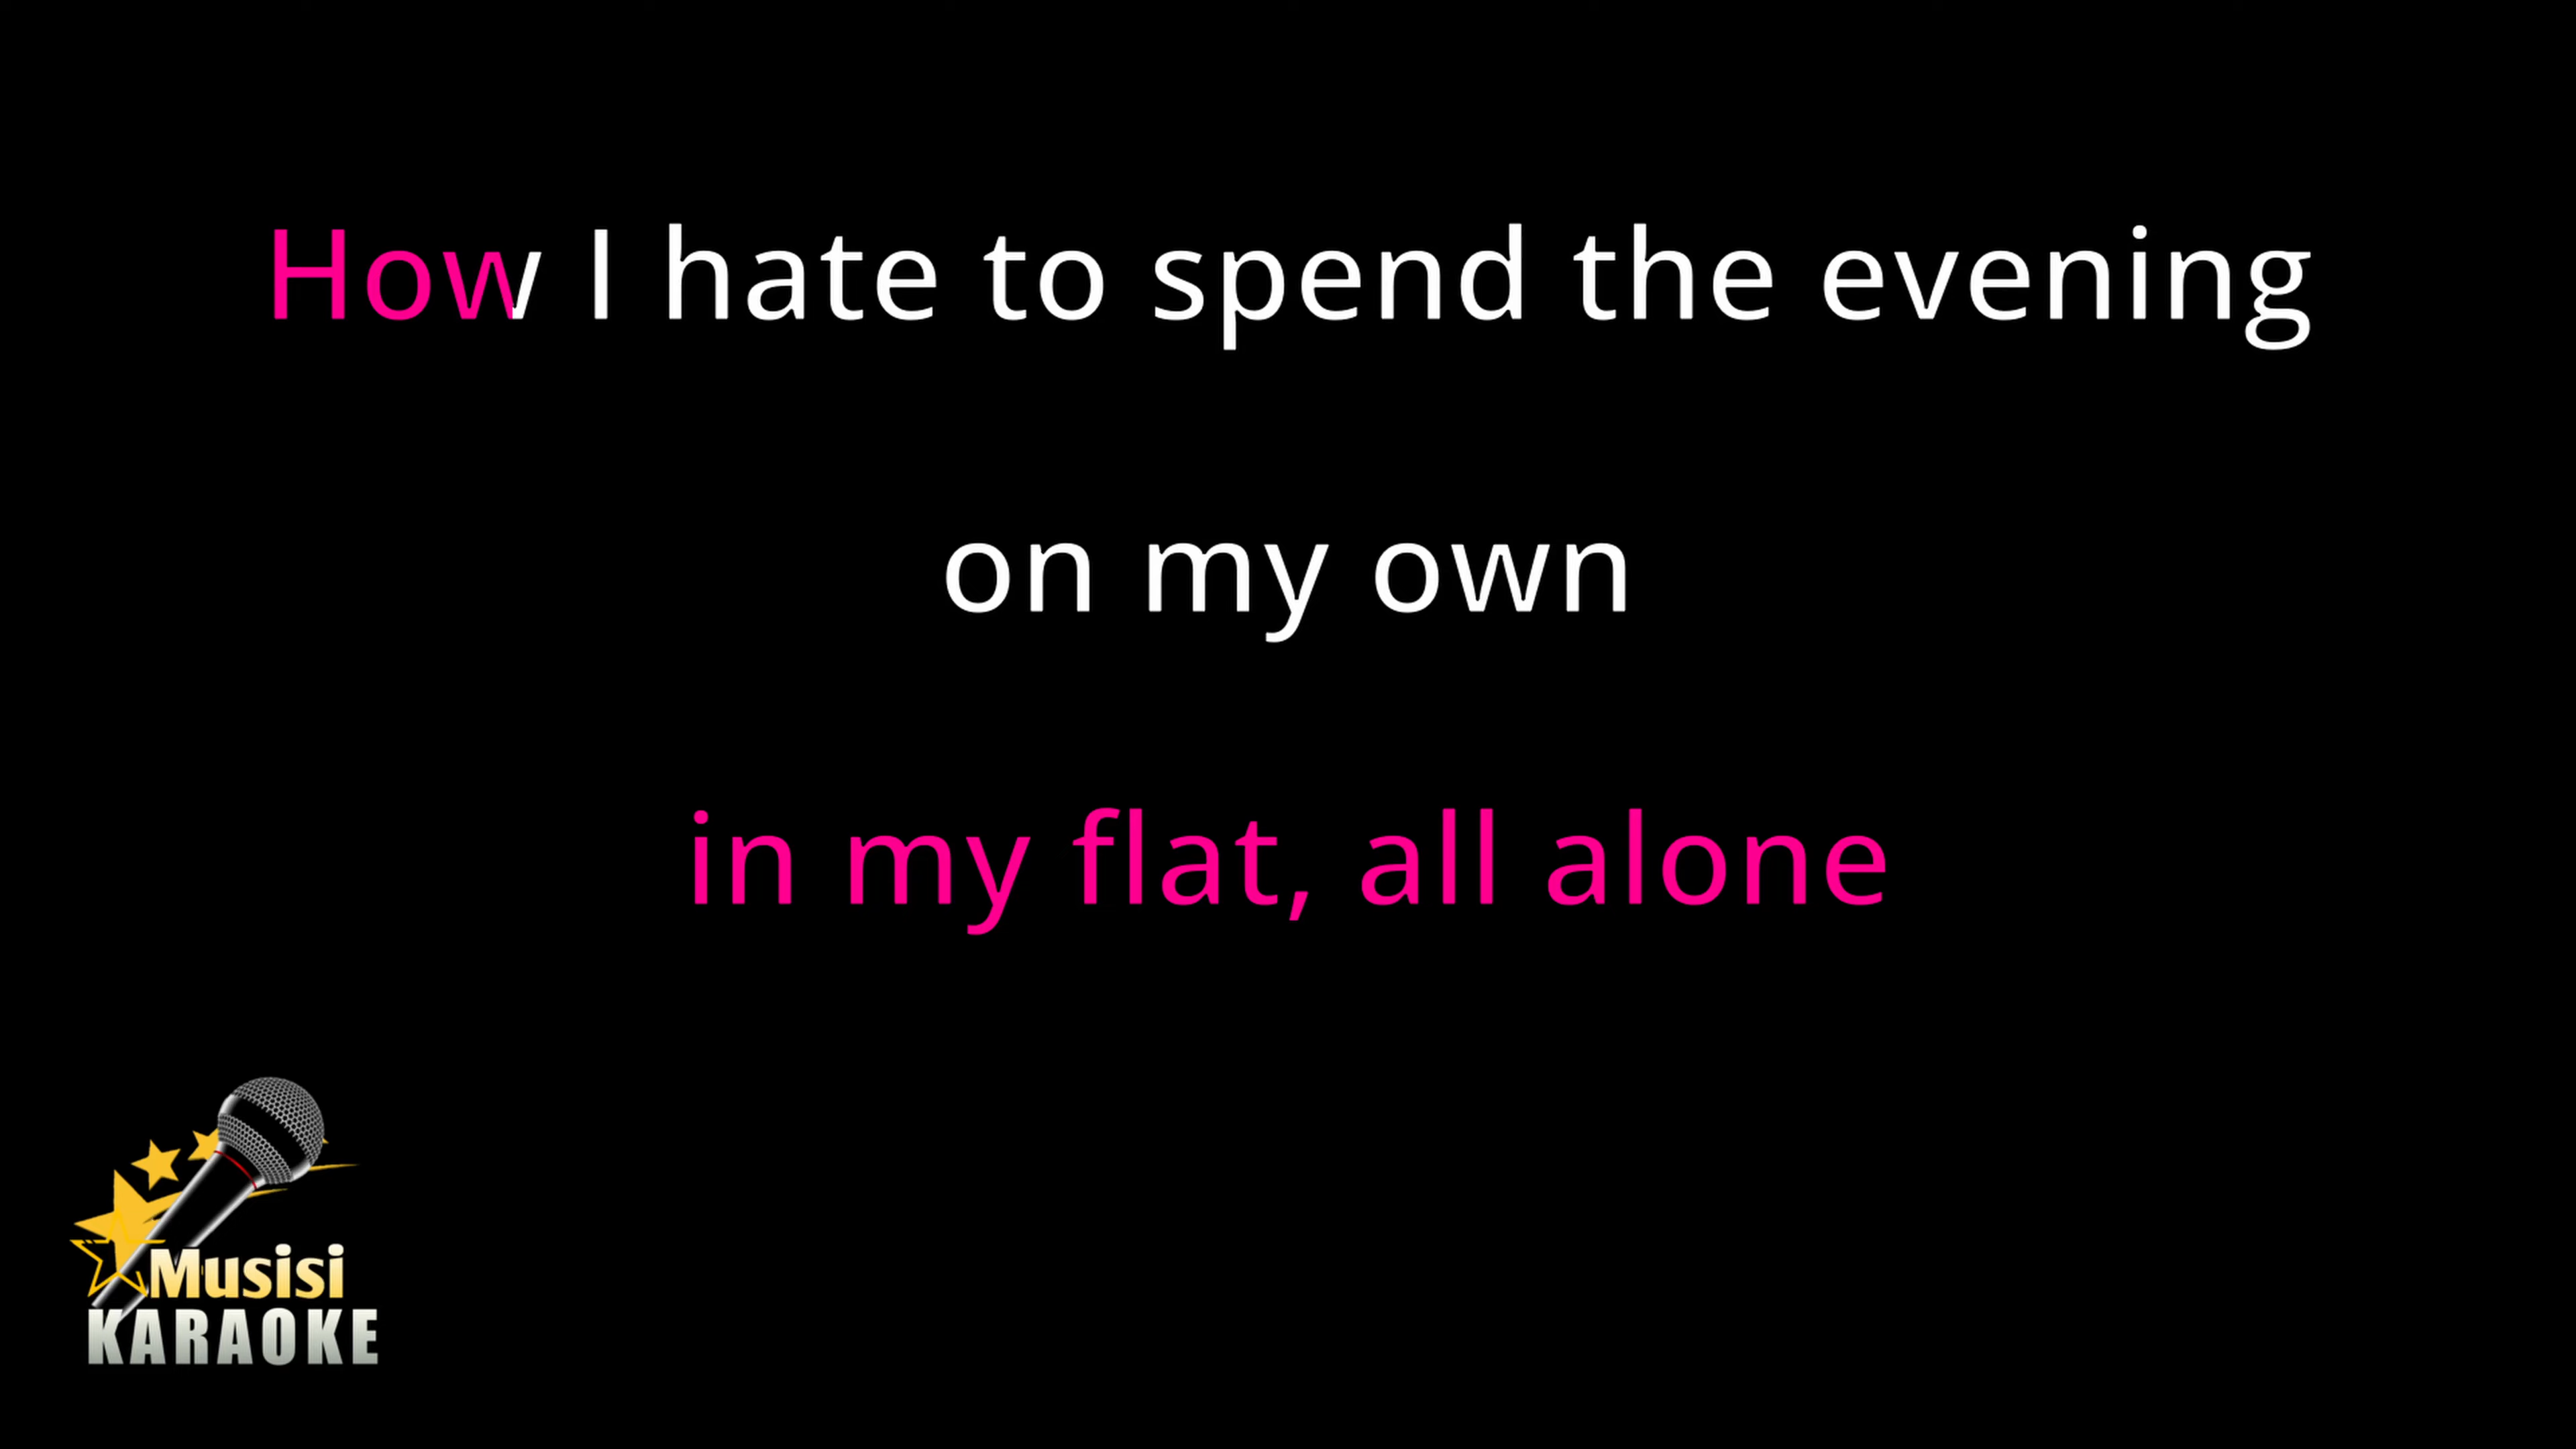 How I hate to spend the evening
on my own
in my flat, all alone
Musisi
KARAOKE